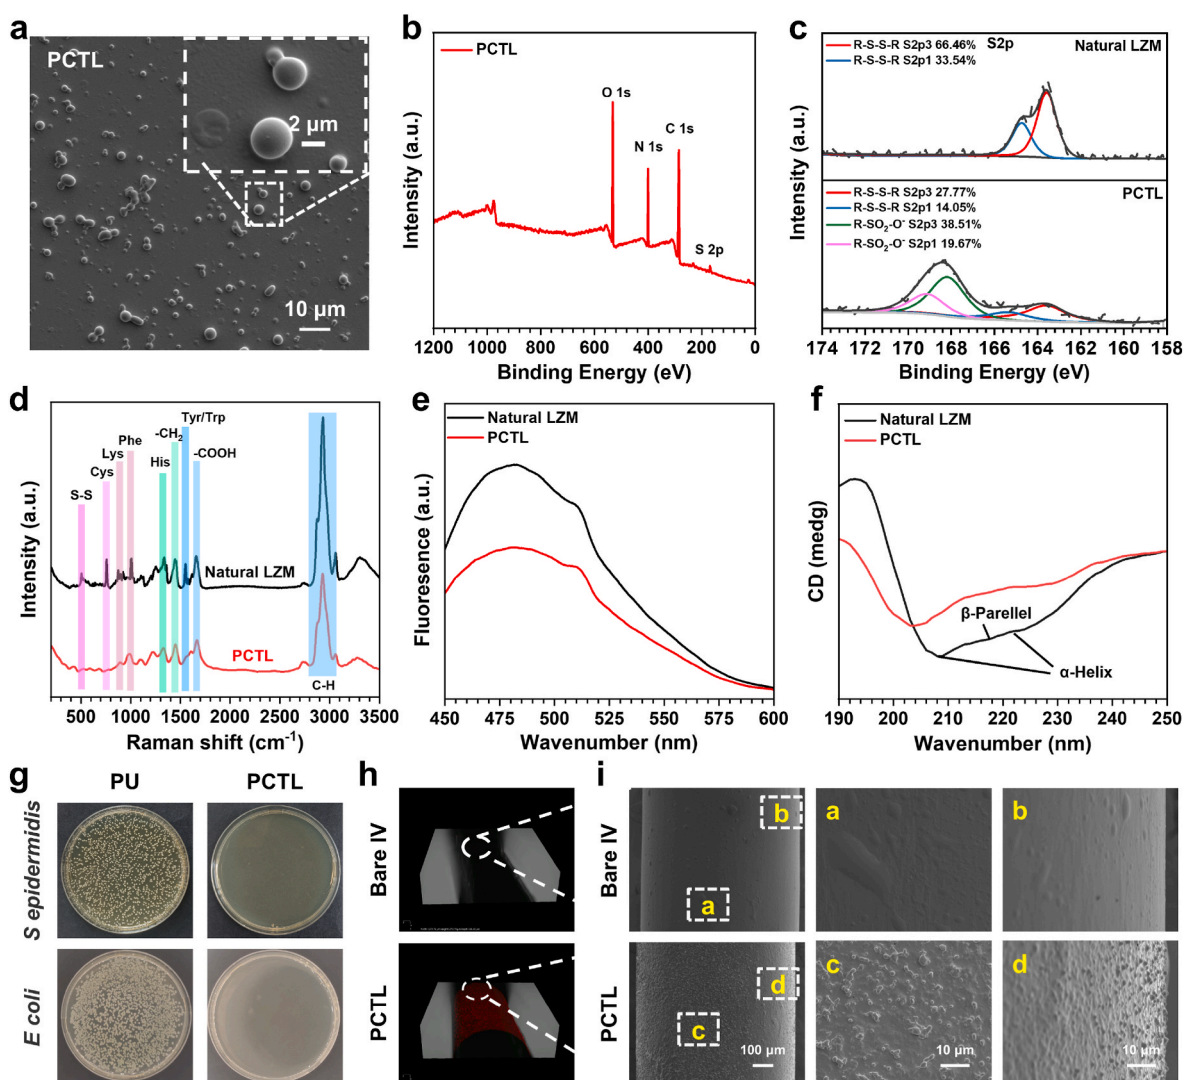 a
PCTL
2 μm
10 μm
b
PCTL
O 1s
N 1s
C 1s
S 2p
Intensity (a.u.)
1200 1000 800 600 400 200 0
Binding Energy (eV)
c
S2p
Natural LZM
R-S-S-R S2p3 66.46%
R-S-S-R S2p1 33.54%
PCTL
R-S-S-R S2p3 27.77%
R-S-S-R S2p1 14.05%
R-SO₂-O⁻ S2p3 38.51%
R-SO₂-O⁻ S2p1 19.67%
Intensity (a.u.)
174 172 170 168 166 164 162 160 158
Binding Energy (eV)
d
S-S
Cys
Lys
Phe
His
-CH₂
Tyr/Trp
-COOH
Natural LZM
PCTL
C-H
Intensity (a.u.)
500 1000 1500 2000 2500 3000 3500
Raman shift (cm⁻¹)
e
Natural LZM
PCTL
Fluoresence (a.u.)
450 475 500 525 550 575 600
Wavenumber (nm)
f
Natural LZM
PCTL
β-Parellel
α-Helix
CD (medg)
190 200 210 220 230 240 250
Wavenumber (nm)
g
PU PCTL
S epidermidis
E coli
h
Bare IV
PCTL
i
Bare IV
b
a
a
b
PCTL
d
c
100 μm
c
10 μm
d
10 μm